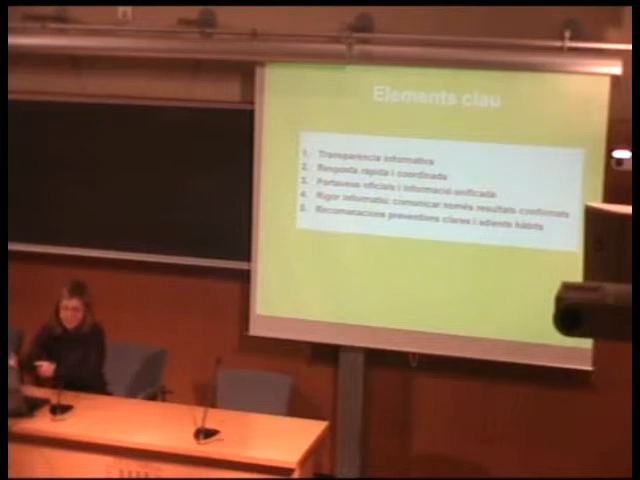 Elements clau
1. Transparència informativa
2. Resposta ràpida i coordinada
3. Portaveus oficials i informació unificada
4. Rigor informatiu: comunicar només resultats confirmats
5. Recomanacions preventives clares i